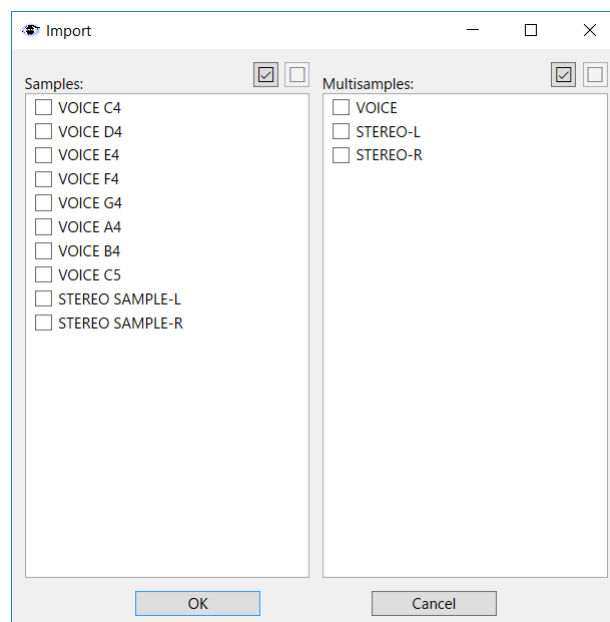 Import
Samples:
VOICE C4
VOICE D4
VOICE E4
VOICE F4
VOICE G4
VOICE A4
VOICE B4
VOICE C5
STEREO SAMPLE-L
STEREO SAMPLE-R
Multisamples:
VOICE
STEREO-L
STEREO-R
OK
Cancel